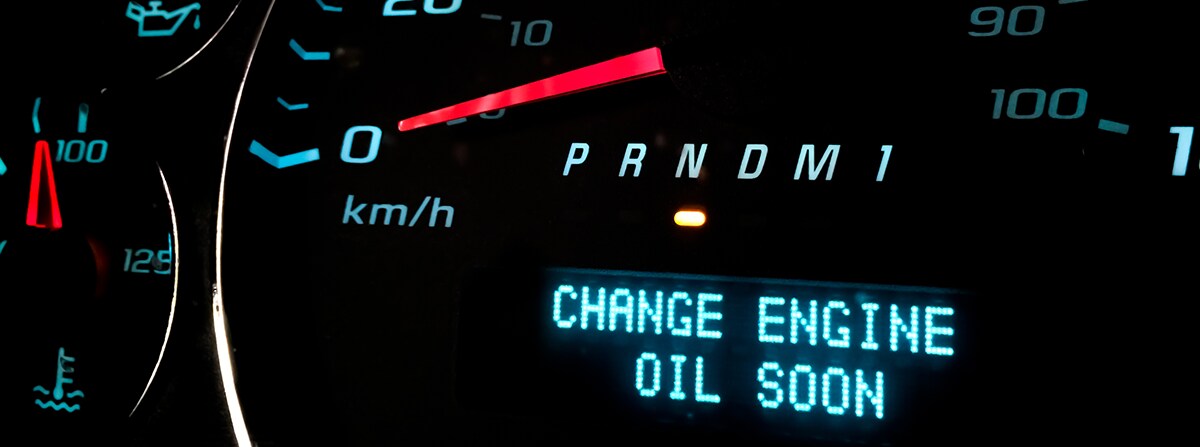 20
10
90
100
100
0
P R N D M 1
km/h
125
CHANGE ENGINE
OIL SOON